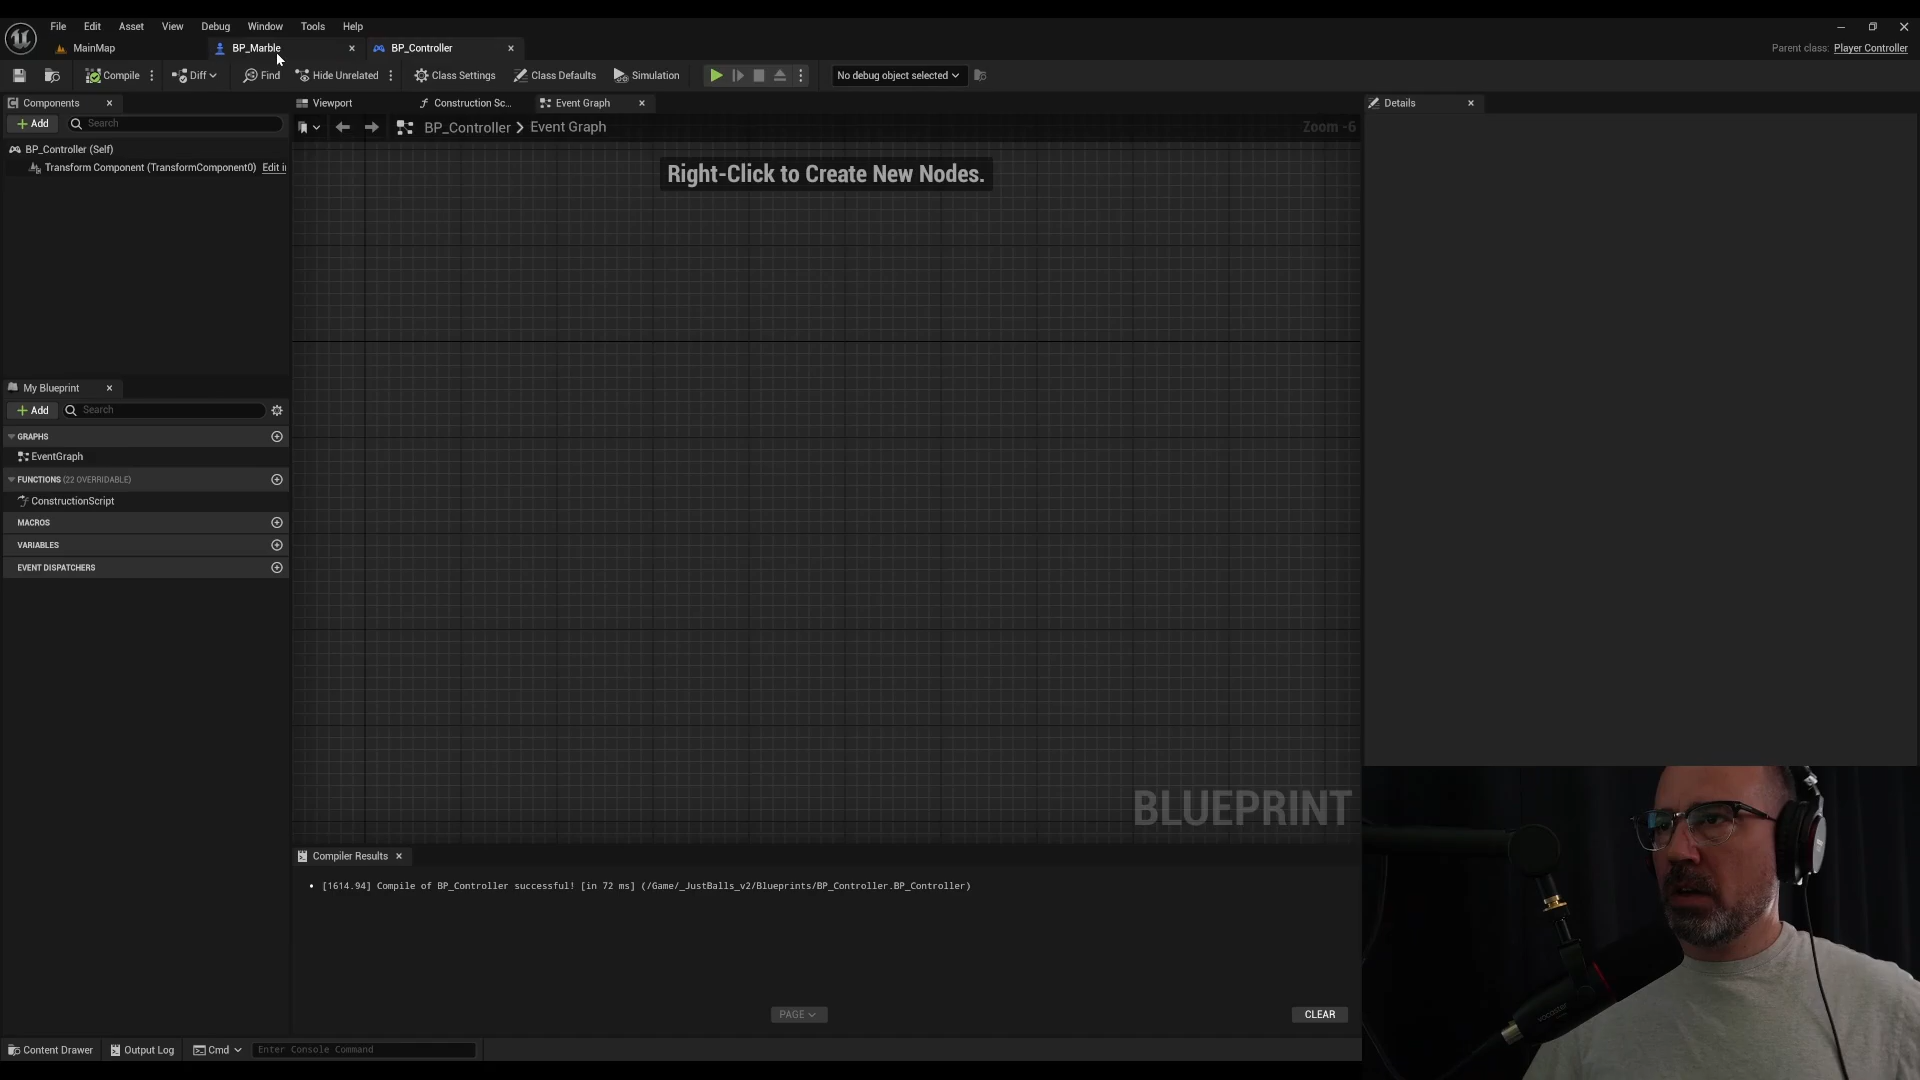 File Edit Asset View Debug Window Tools Help
MainMap BP_Marble BP_Controller
Parent class: Player Controller
Compile Diff Find Hide Unrelated Class Settings Class Defaults Simulation No debug object selected
Components
Add Search
BP_Controller (Self)
Transform Component (TransformComponent0) Edit i
Viewport Construction Sc... Event Graph
BP_Controller > Event Graph
Zoom -6
Right-Click to Create New Nodes.
Details
My Blueprint
Add Search
GRAPHS
EventGraph
FUNCTIONS (22 OVERRIDABLE)
ConstructionScript
MACROS
VARIABLES
EVENT DISPATCHERS
BLUEPRINT
Compiler Results
• [1614.94] Compile of BP_Controller successful! [in 72 ms] (/Game/_JustBalls_v2/Blueprints/BP_Controller.BP_Controller)
PAGE
CLEAR
Content Drawer Output Log Cmd Enter Console Command